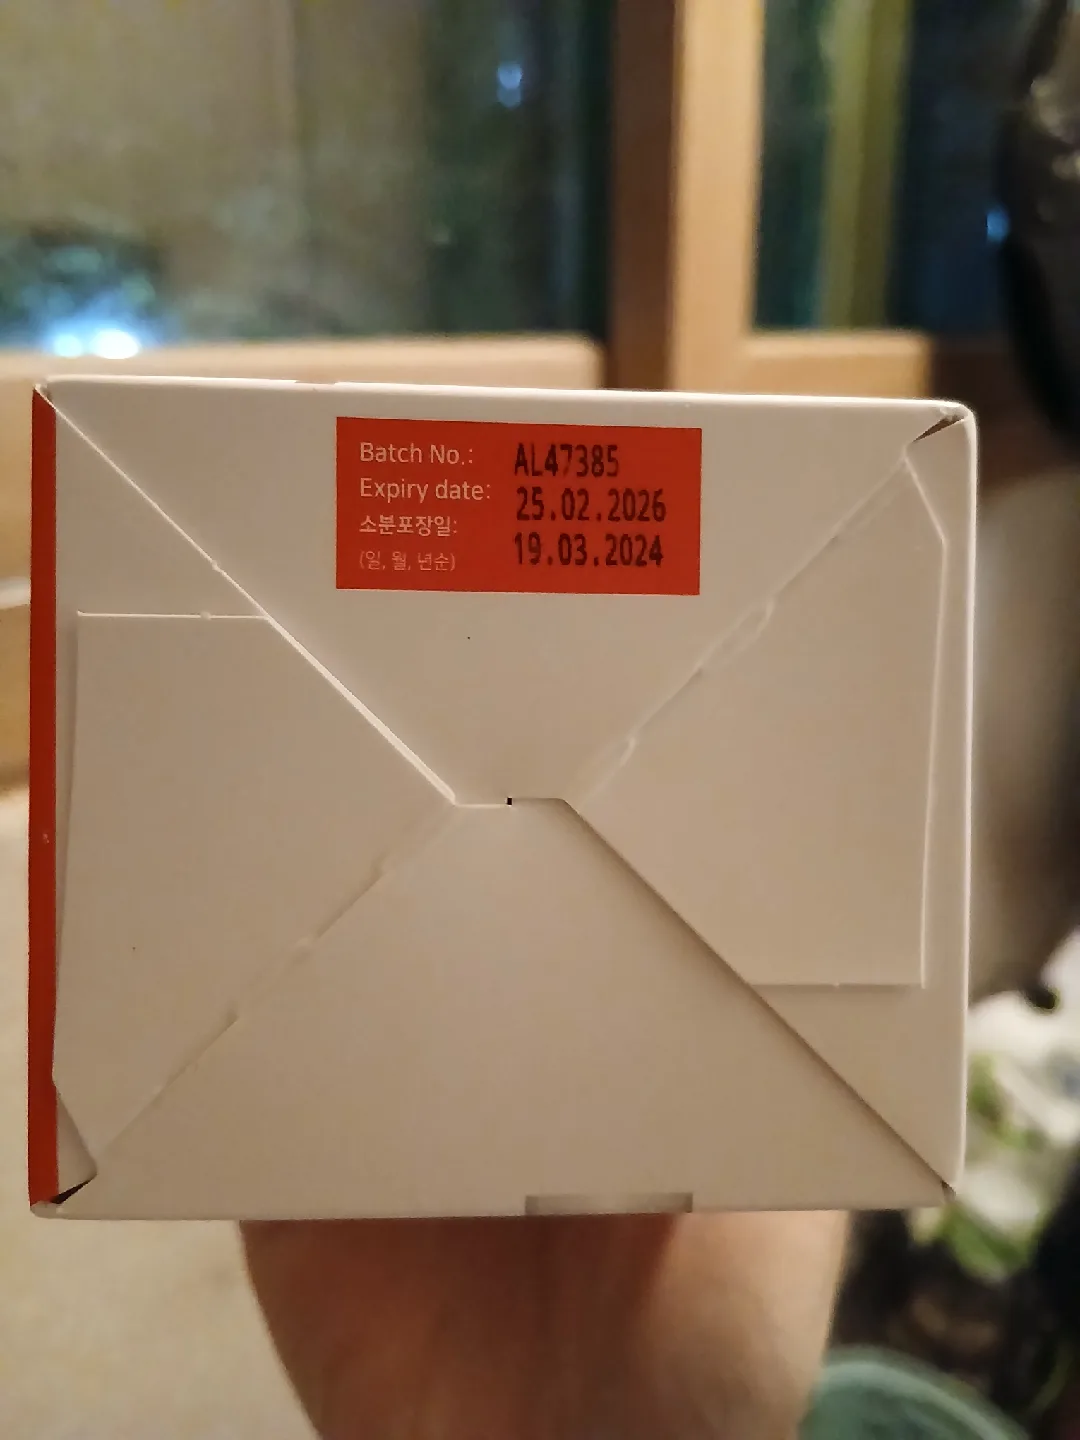 Batch No.: AL47385
Expiry date: 25.02.2026
소분포장일: 19.03.2024
(일, 월, 년순)